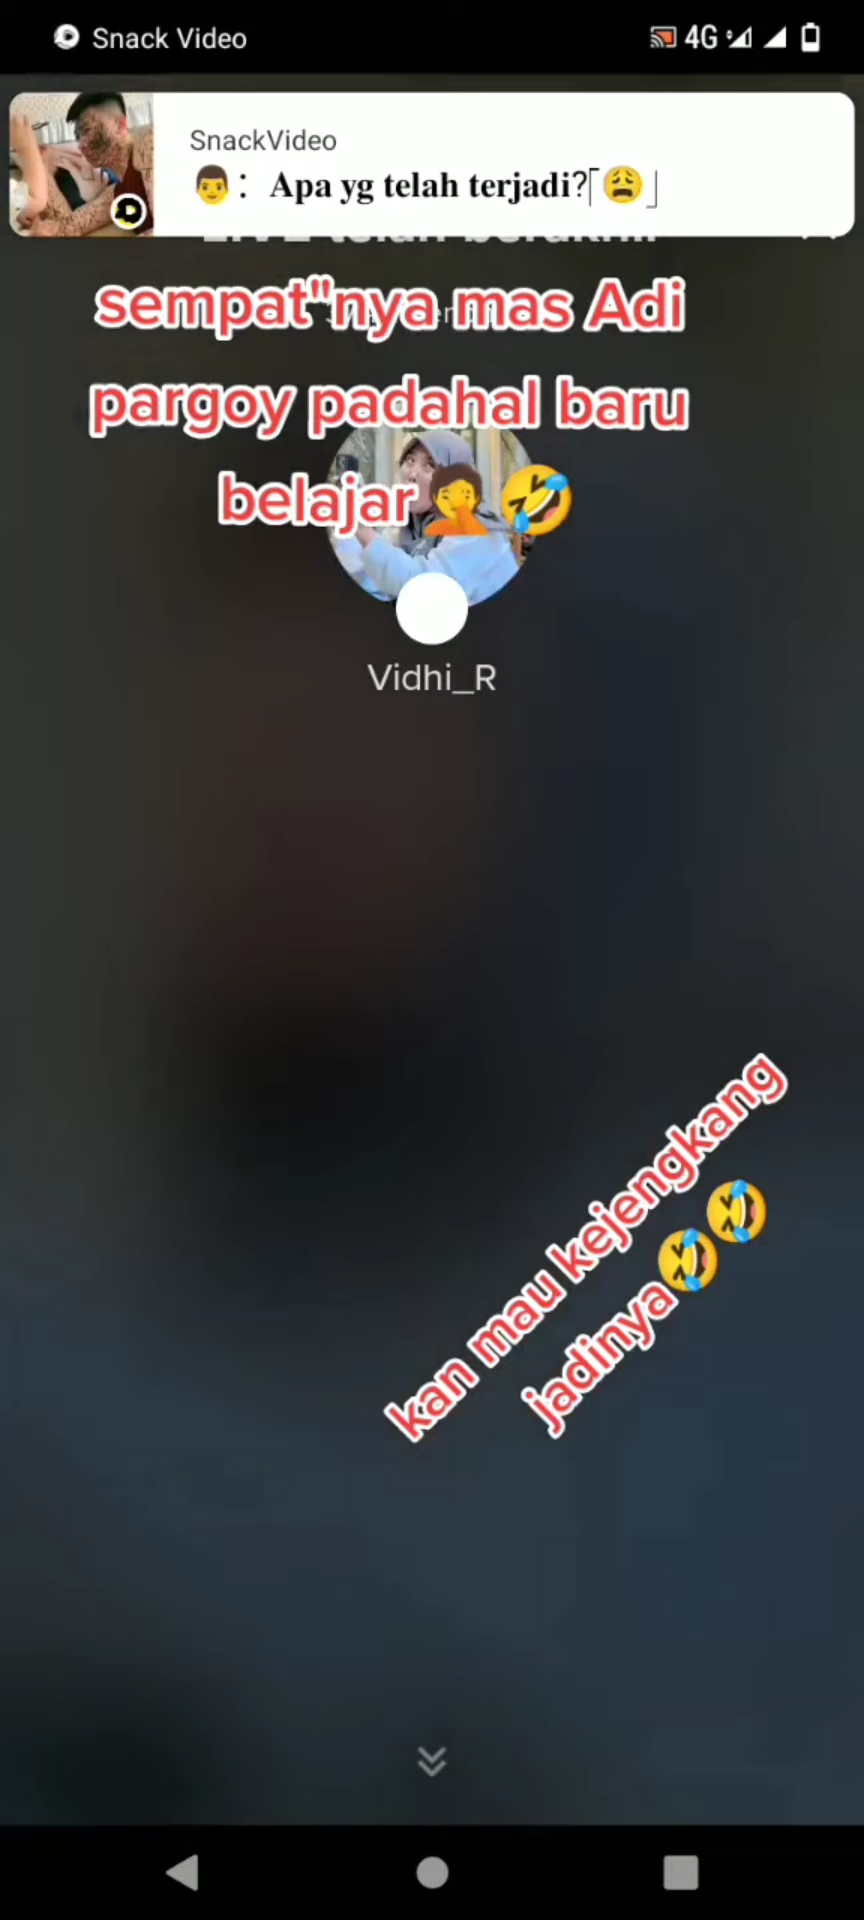 Snack Video
4G
SnackVideo
👨: Apa yg telah terjadi?「😩」
sempat"nya mas Adi
pargoy padahal baru
belajar 🤦 🤣
Vidhi_R
kan mau kejengkang
jadinya🤣🤣